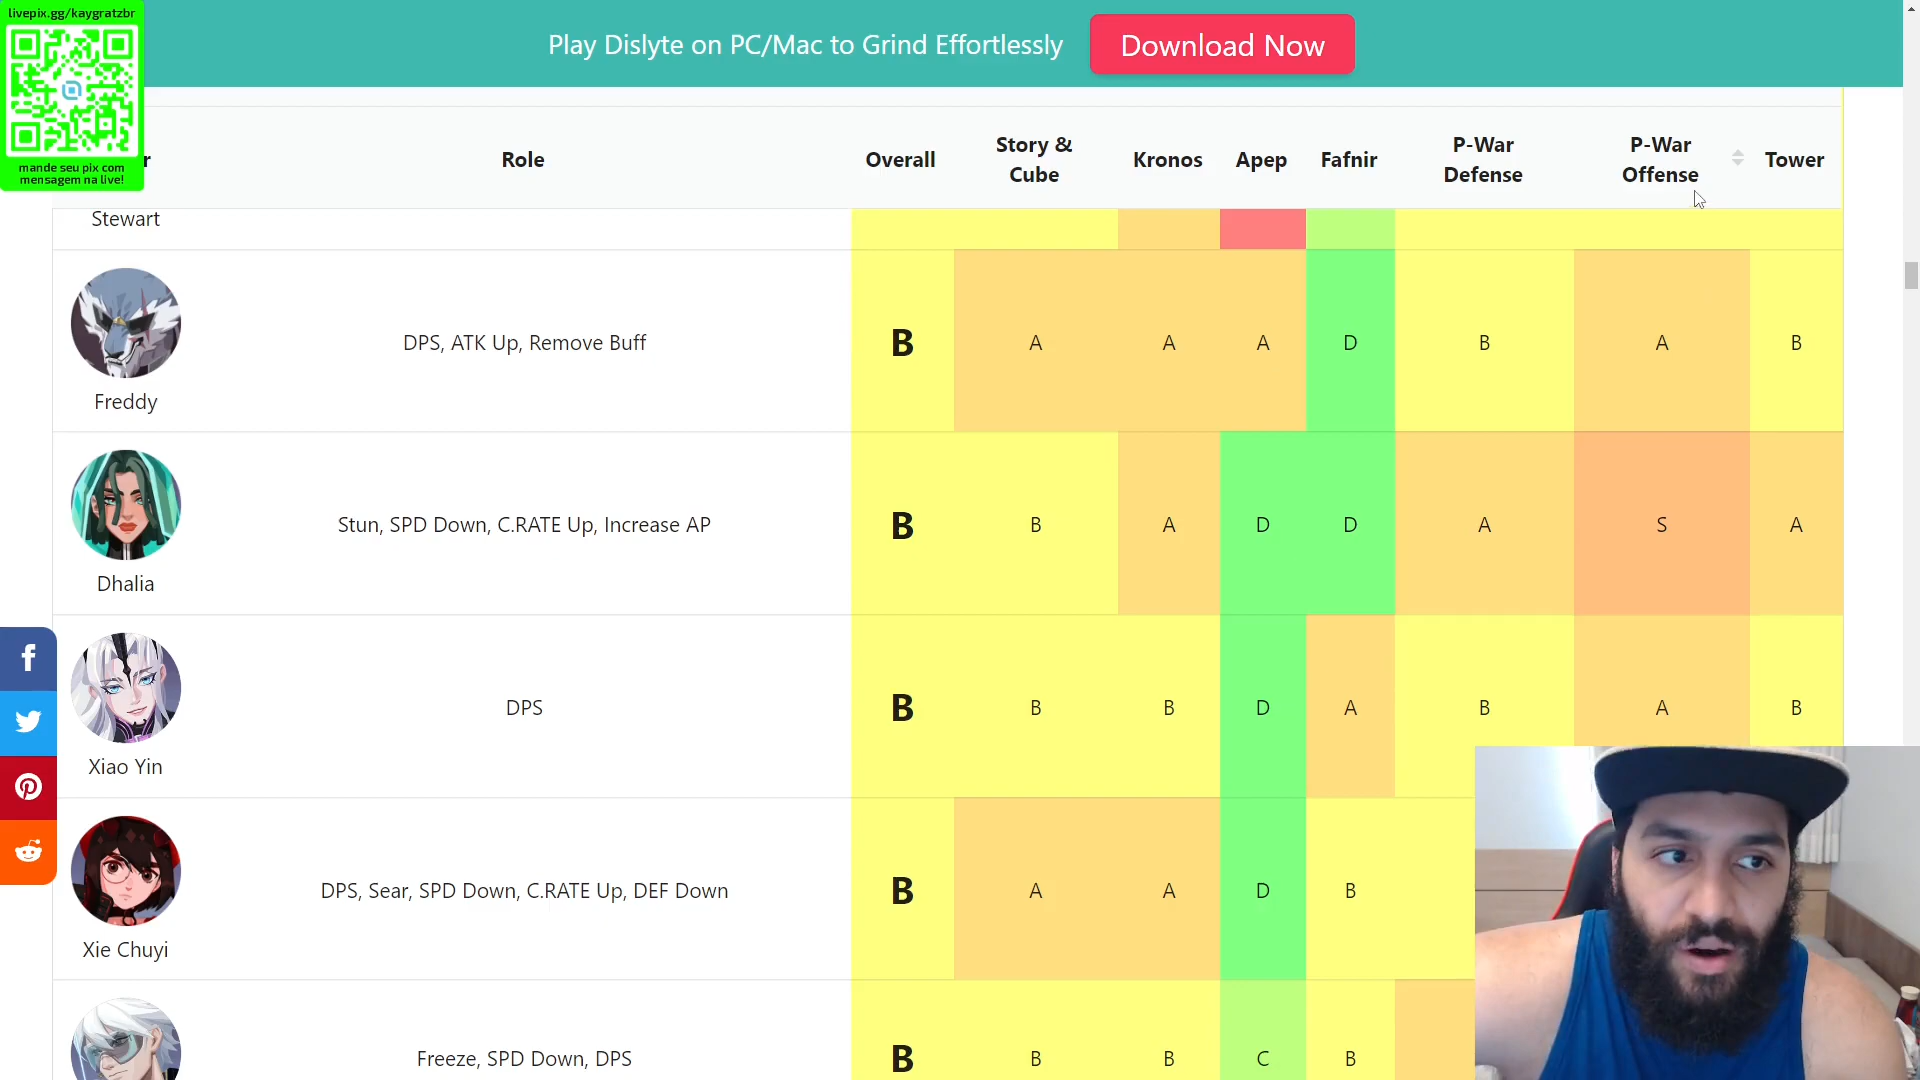 livepix.gg/kaygratzbr
mande seu pix com
mensagem na live!
Play Dislyte on PC/Mac to Grind Effortlessly
Download Now
r
Role
Overall
Story &
Cube
Kronos
Apep
Fafnir
P-War
Defense
P-War
Offense
Tower
Stewart
Freddy
DPS, ATK Up, Remove Buff
B
A
A
A
D
B
A
B
Dhalia
Stun, SPD Down, C.RATE Up, Increase AP
B
B
A
D
D
A
S
A
Xiao Yin
DPS
B
B
B
D
A
B
A
B
Xie Chuyi
DPS, Sear, SPD Down, C.RATE Up, DEF Down
B
A
A
D
B
Freeze, SPD Down, DPS
B
B
B
C
B